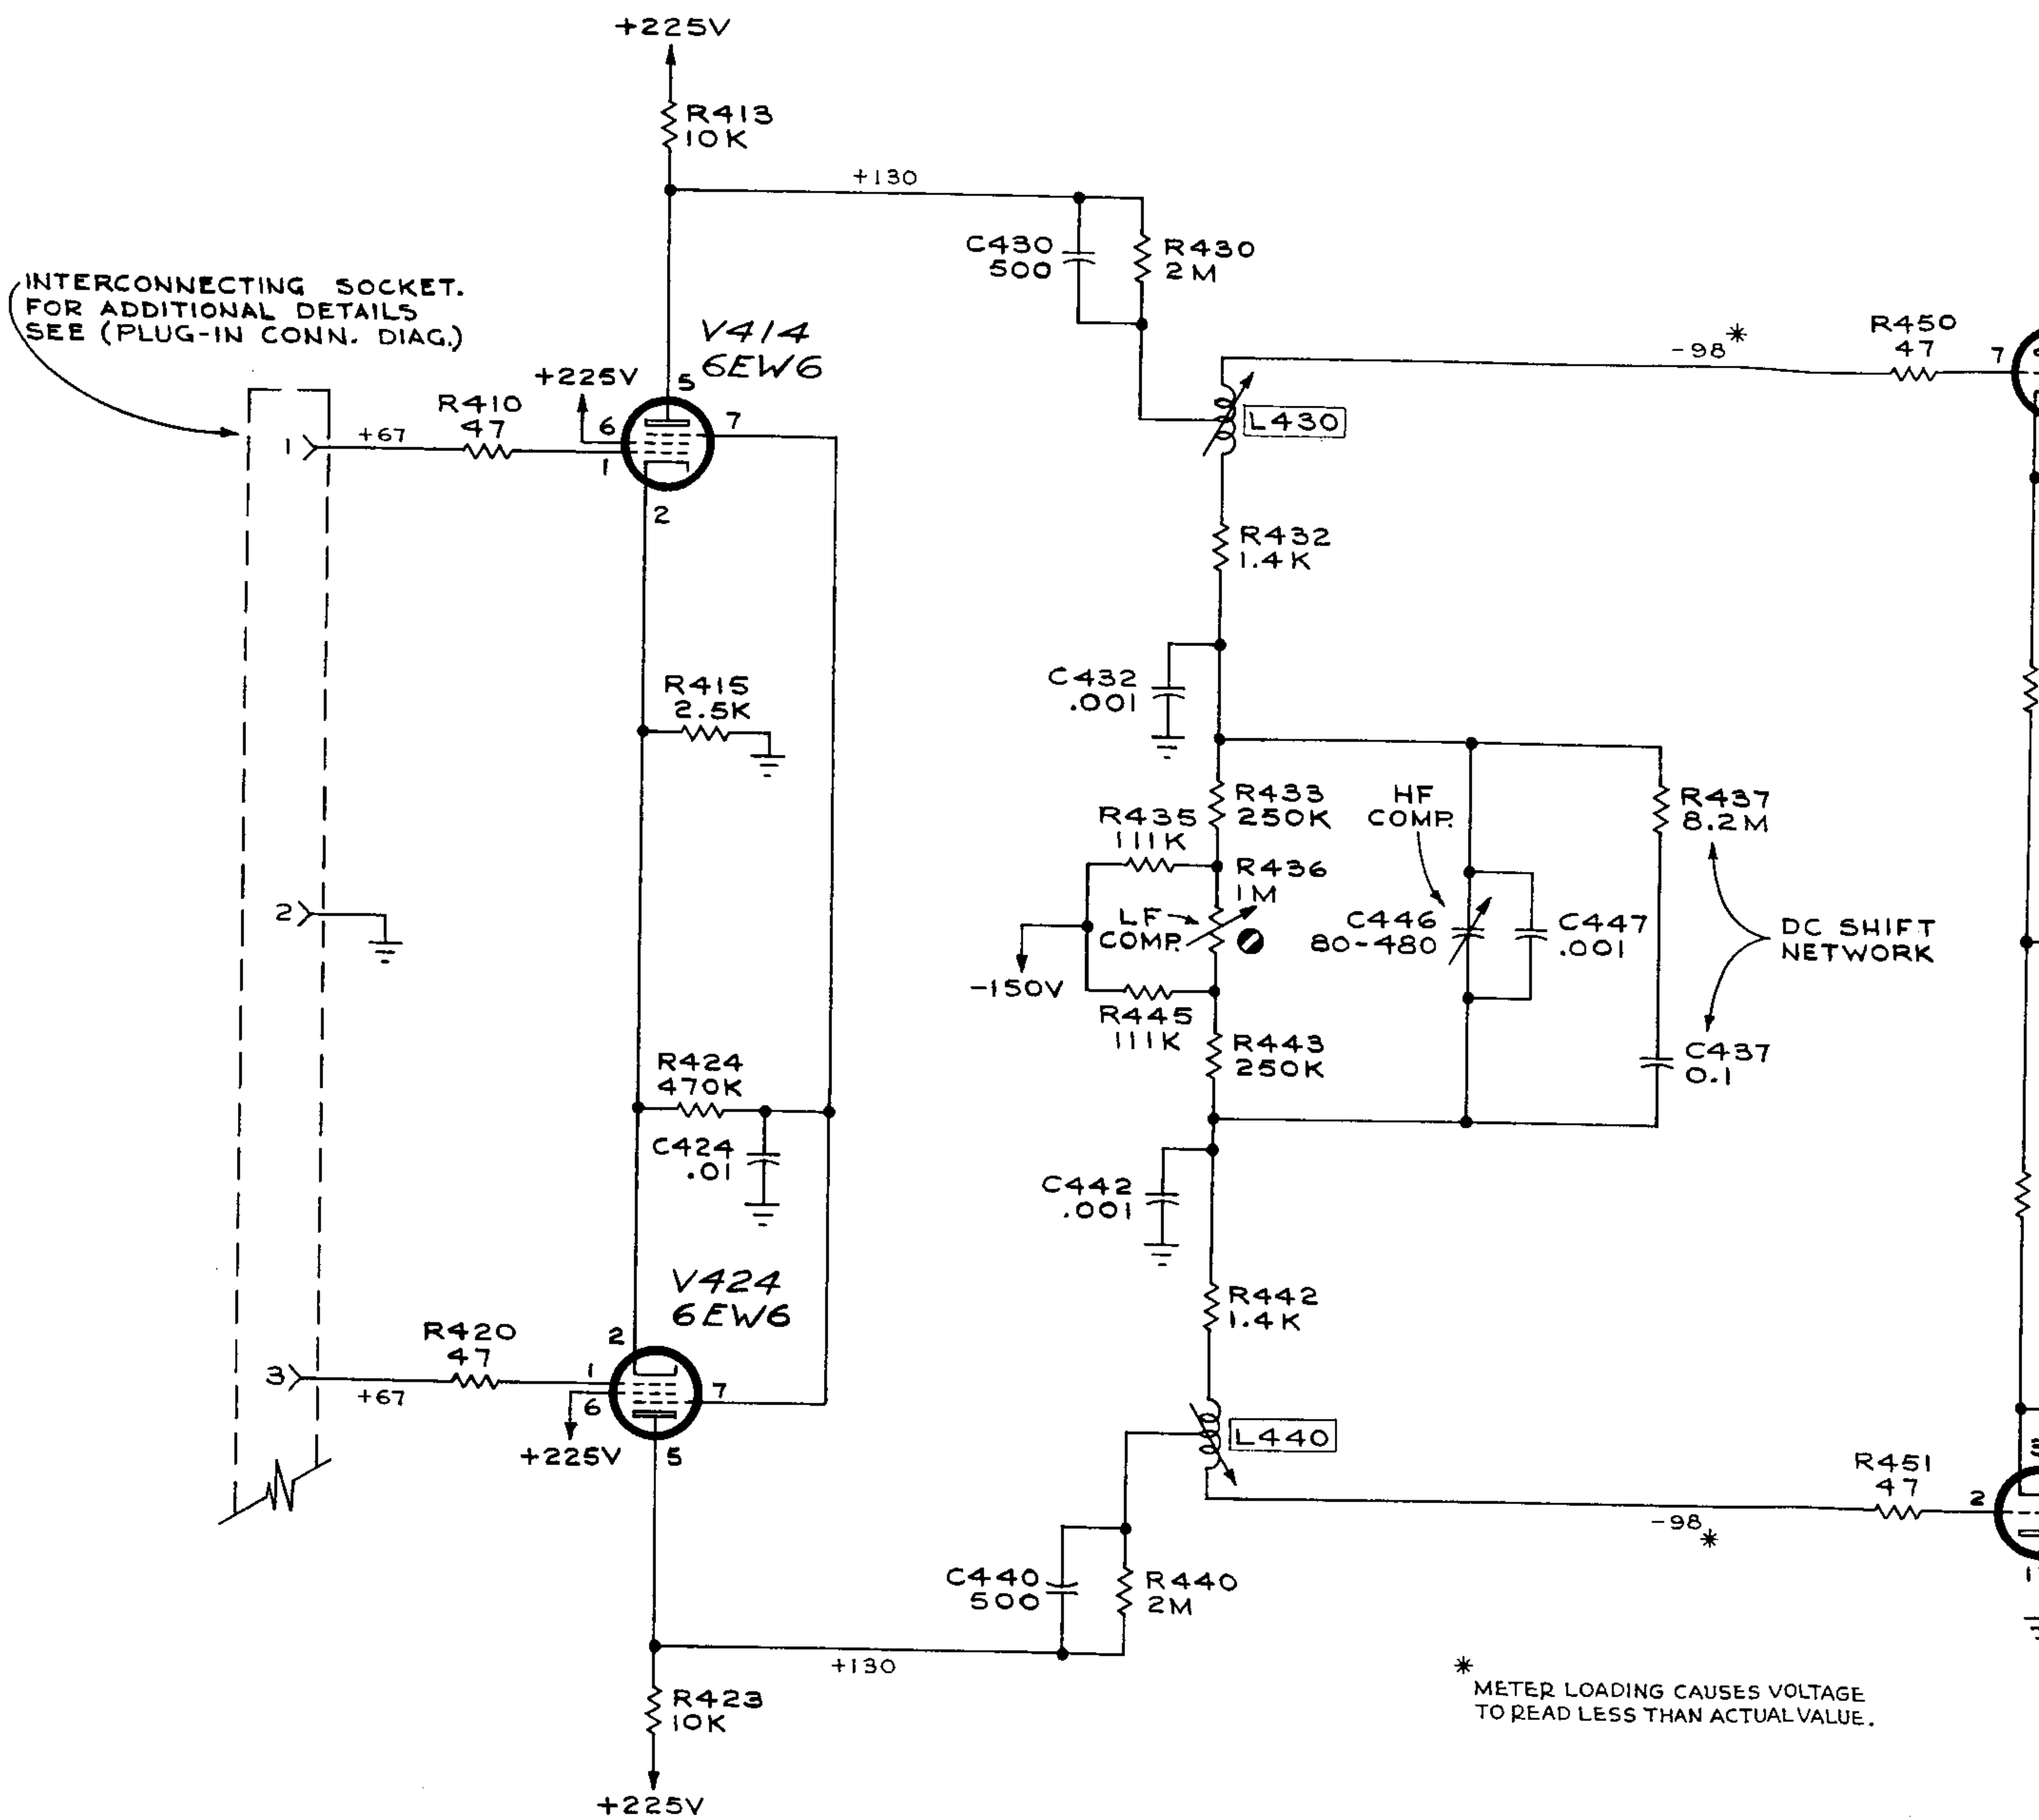 +225V
R413
10K
+130
C430
500
R430
2M
INTERCONNECTING SOCKET.
FOR ADDITIONAL DETAILS
SEE (PLUG-IN CONN. DIAG.)
V414
6EW6
+225V
5
R410
47
6
7
1
+67
1
2
L430
-98*
R450
47
7
R432
1.4K
C432
.001
R415
2.5K
R433
250K
R435
111K
R436
1M
LF
COMP.
-150V
R445
111K
R443
250K
HF
COMP.
C446
80-480
C447
.001
R437
8.2M
DC SHIFT
NETWORK
C437
0.1
2
R424
470K
C424
.01
C442
.001
V424
6EW6
R442
1.4K
R420
47
2
1
6
7
3
+67
+225V
5
L440
-98
*
R451
47
2
3
1
C440
500
R440
2M
+130
R423
10K
+225V
*
METER LOADING CAUSES VOLTAGE
TO READ LESS THAN ACTUAL VALUE.